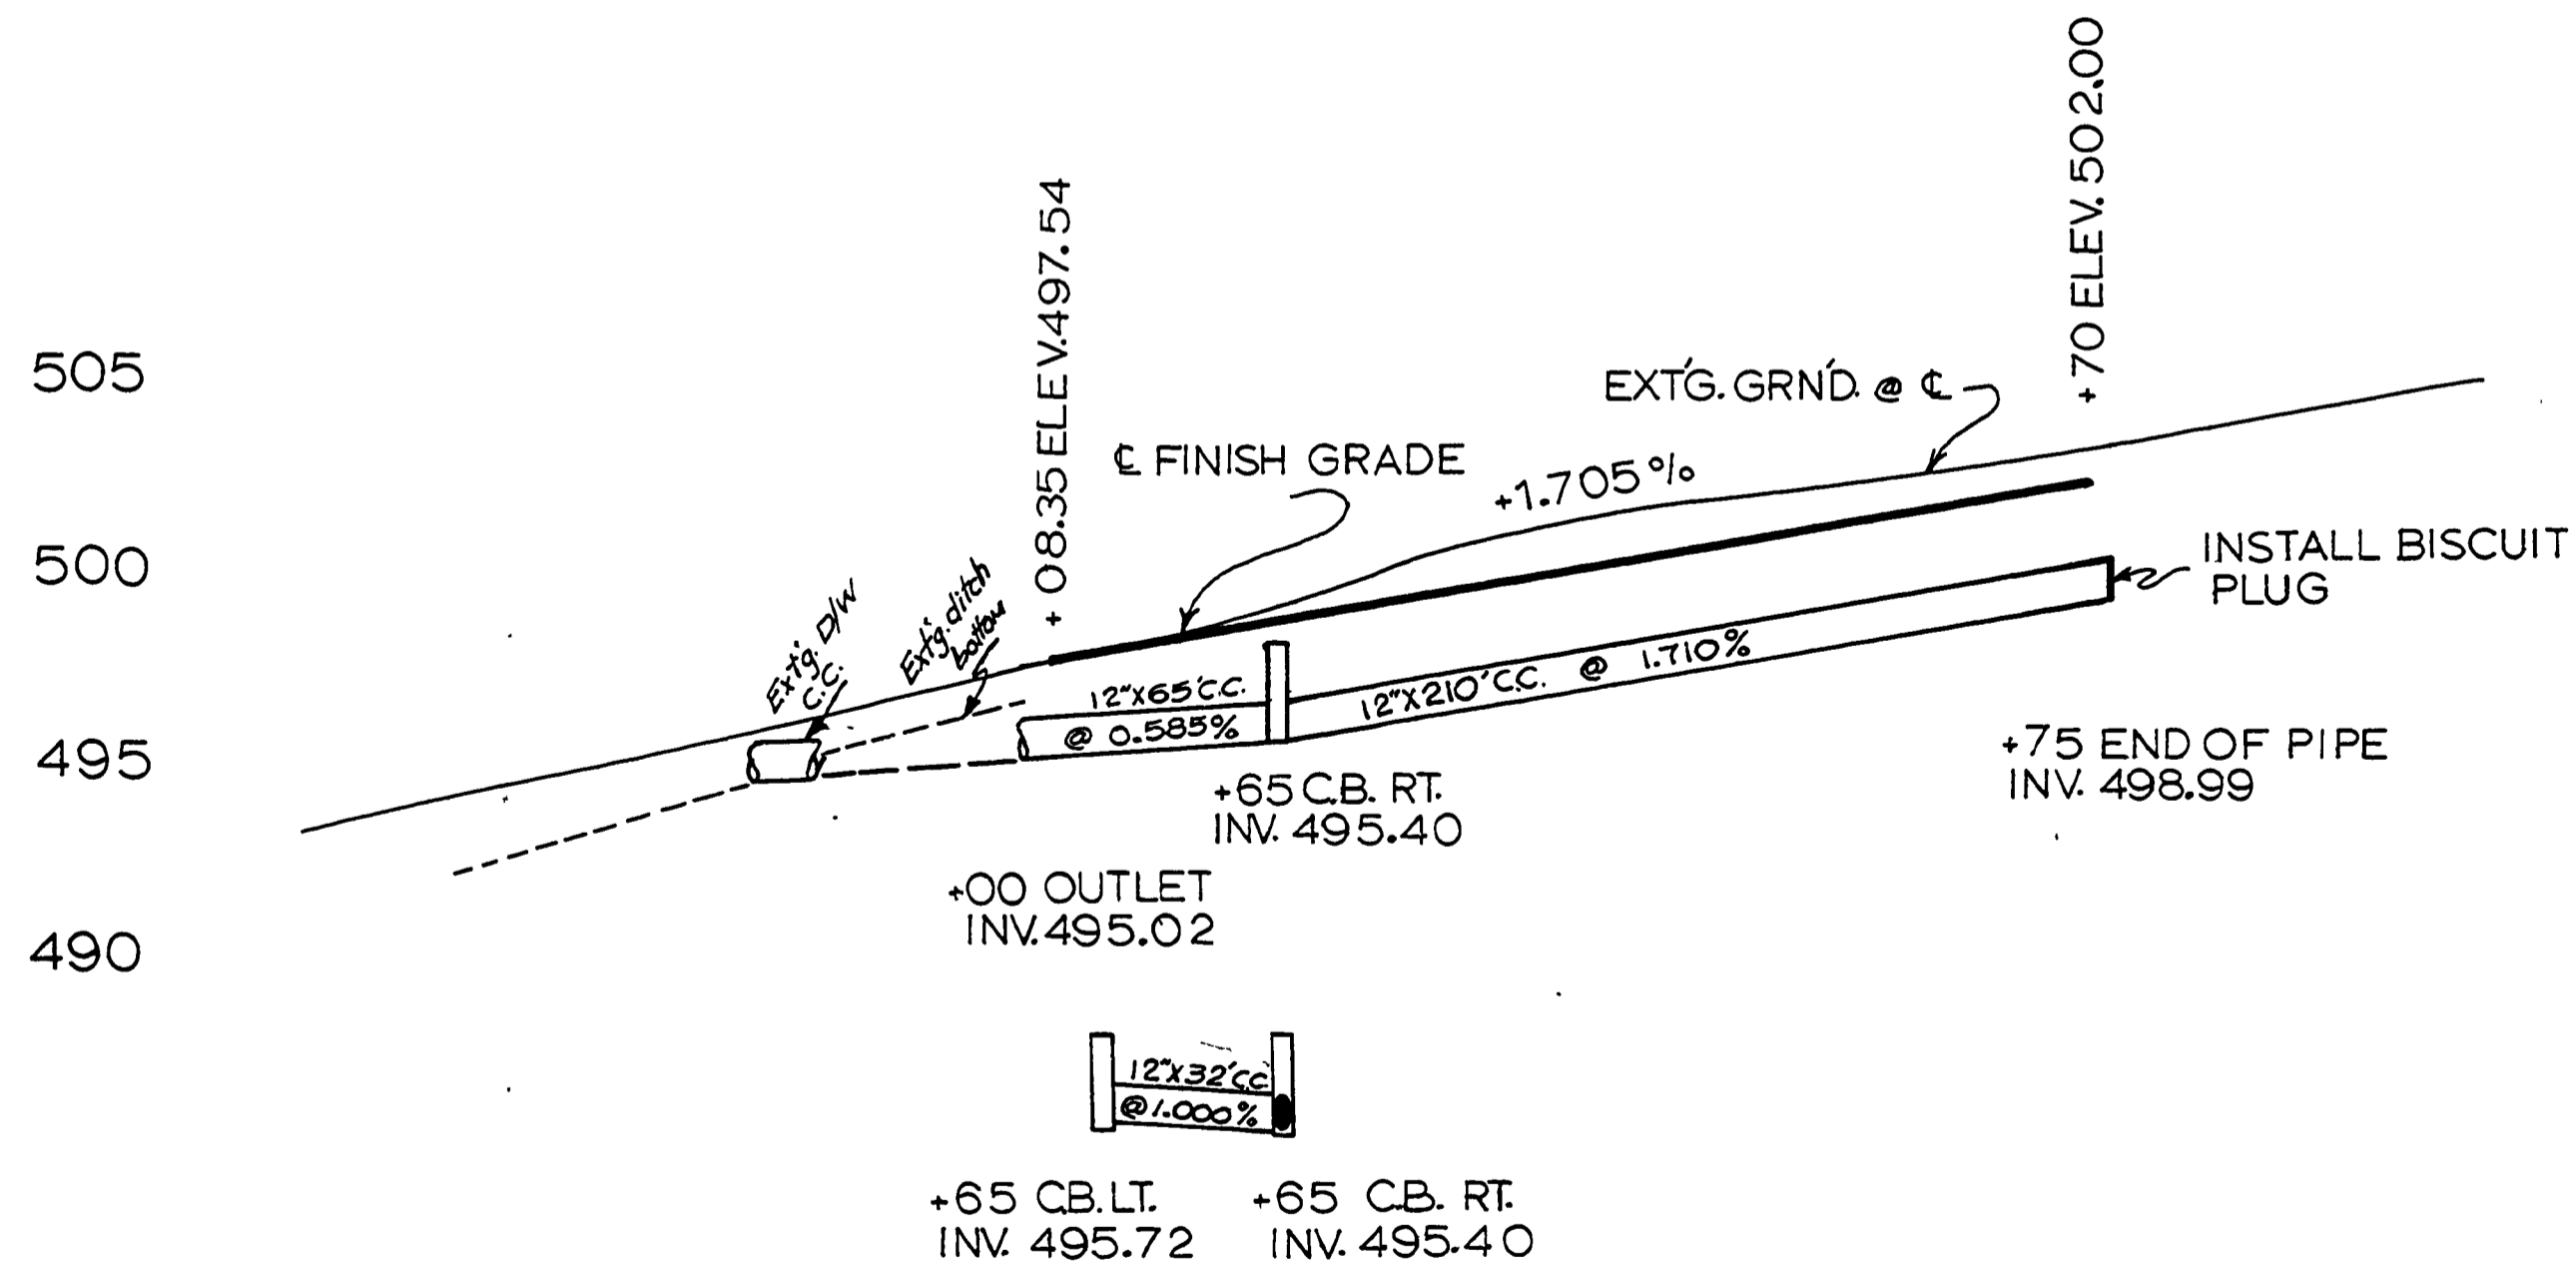 +70 ELEV. 502.00
+ 08.35 ELEV. 497.54
505
EXT'G. GRN'D. @ ℄
℄ FINISH GRADE
+1.705%
500
INSTALL BISCUIT
PLUG
Ext'g. D/W
C.C.
Ext'g. ditch
bottom
12"X65'C.C.
@ 0.585%
12"X210'C.C. @ 1.710%
495
+75 END OF PIPE
INV. 498.99
+65 C.B. RT.
INV. 495.40
+00 OUTLET
INV. 495.02
490
12"X32'C.C.
@1.000%
+65 C.B. LT.
INV. 495.72
+65 C.B. RT.
INV. 495.40